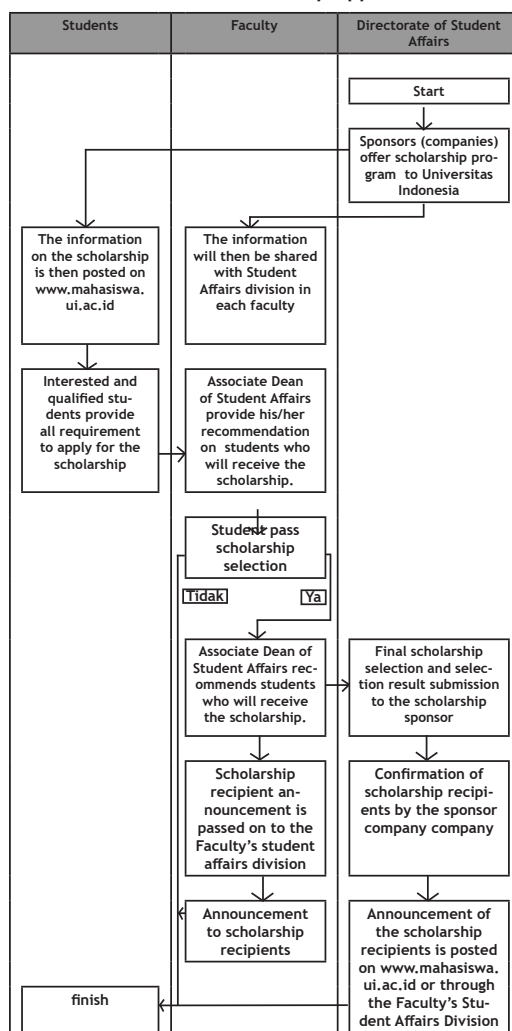 Students
Faculty
Directorate of Student
Affairs
Start
Sponsors (companies)
offer scholarship pro-
gram to Universitas
Indonesia
The information
on the scholarship
is then posted on
www.mahasiswa.
ui.ac.id
The information
will then be shared
with Student
Affairs division in
each faculty
Interested and
qualified stu-
dents provide
all requirement
to apply for the
scholarship
Associate Dean
of Student Affairs
provide his/her
recommendation
on students who
will receive the
scholarship.
Student pass
scholarship
selection
Tidak
Ya
Associate Dean of
Student Affairs rec-
ommends students
who will receive
the scholarship.
Final scholarship
selection and selec-
tion result submission
to the scholarship
sponsor
Scholarship
recipient an-
nouncement is
passed on to the
Faculty's student
affairs division
Confirmation of
scholarship recipi-
ents by the sponsor
company company
Announcement
to scholarship
recipients
Announcement of
the scholarship
recipients is posted
on www.mahasiswa.
ui.ac.id or through
the Faculty's Stu-
dent Affairs Division
finish